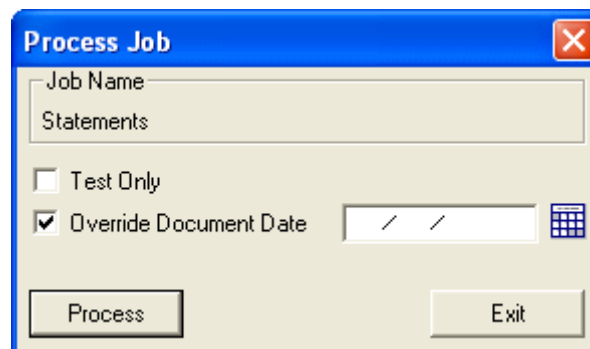 Process Job
Job Name
Statements
Test Only
Override Document Date / /
Process Exit